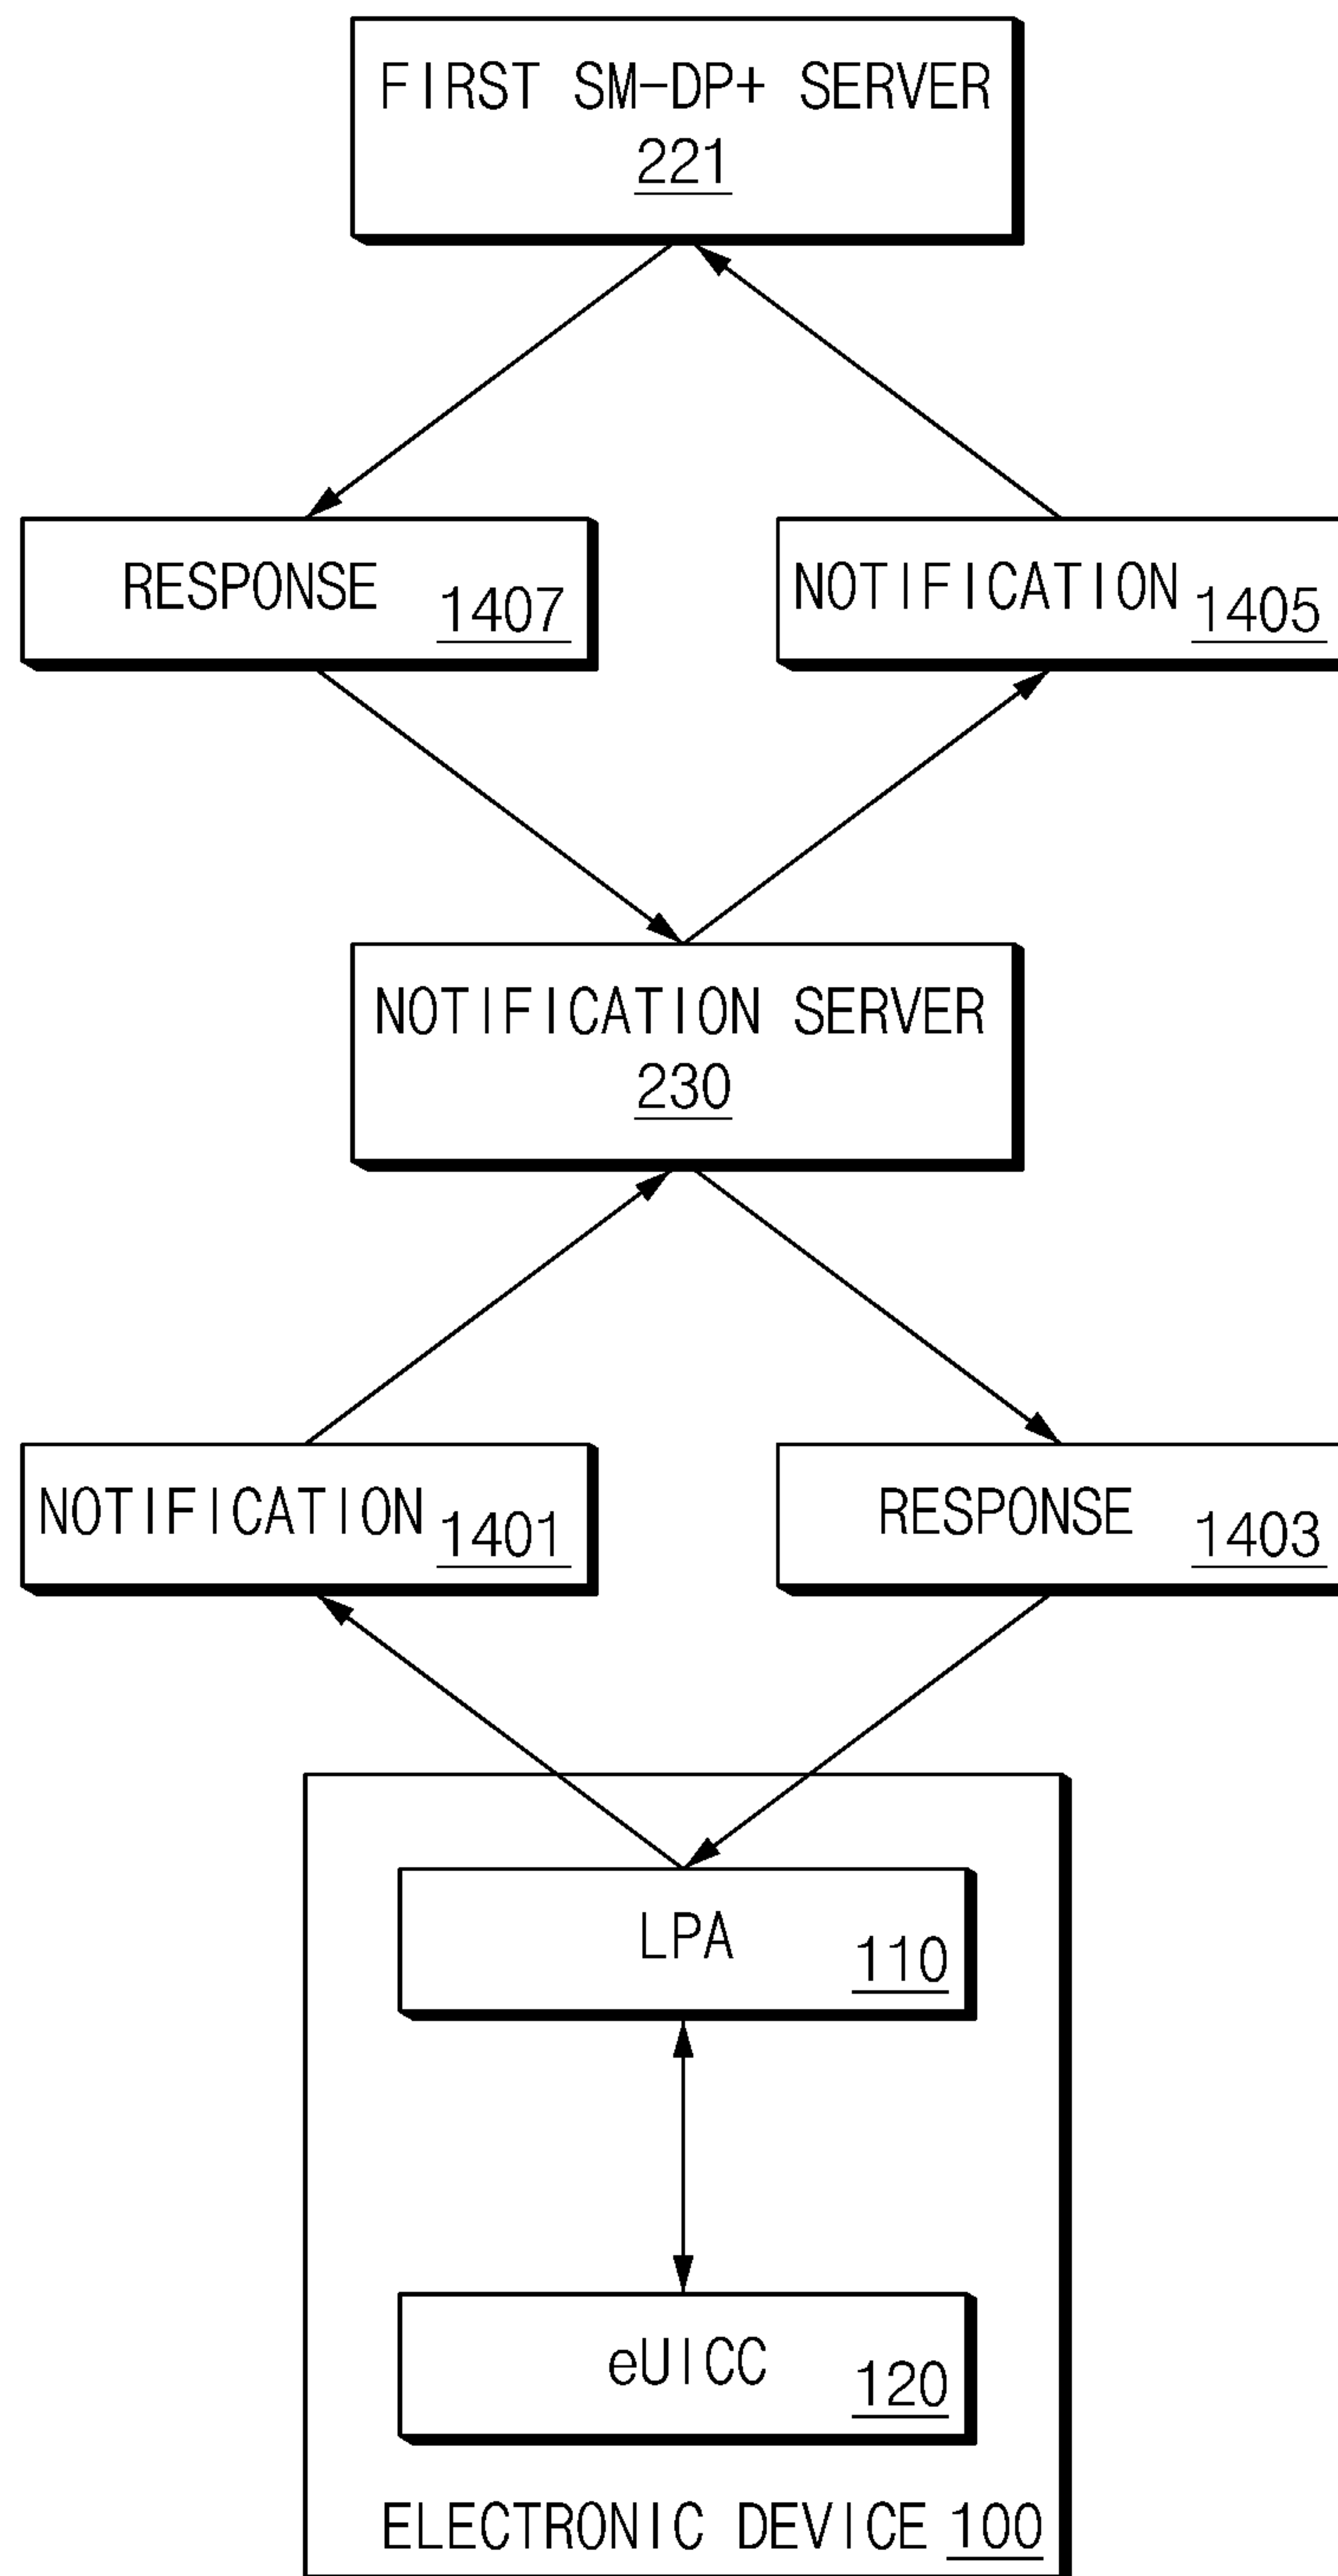 FIRST SM-DP+ SERVER
221
RESPONSE 1407
NOTIFICATION 1405
NOTIFICATION SERVER
230
NOTIFICATION 1401
RESPONSE 1403
LPA 110
eUICC 120
ELECTRONIC DEVICE 100